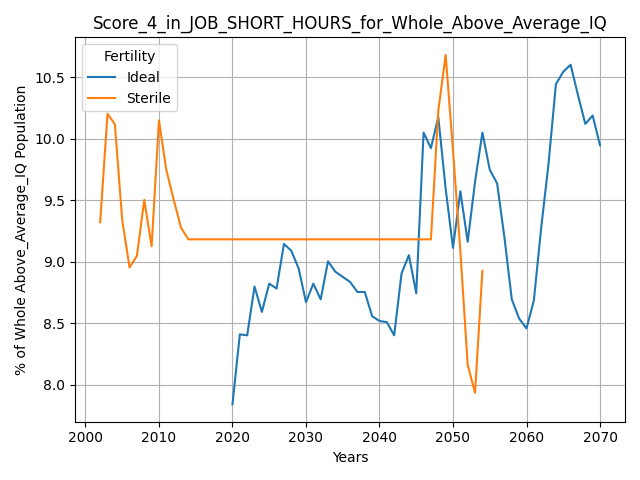 Score_4_in_JOB_SHORT_HOURS_for_Whole_Above_Average_IQ
Fertility
Ideal
Sterile
10.5
10.0
9.5
9.0
8.5
8.0
% of Whole Above_Average_IQ Population
2000 2010 2020 2030 2040 2050 2060 2070
Years